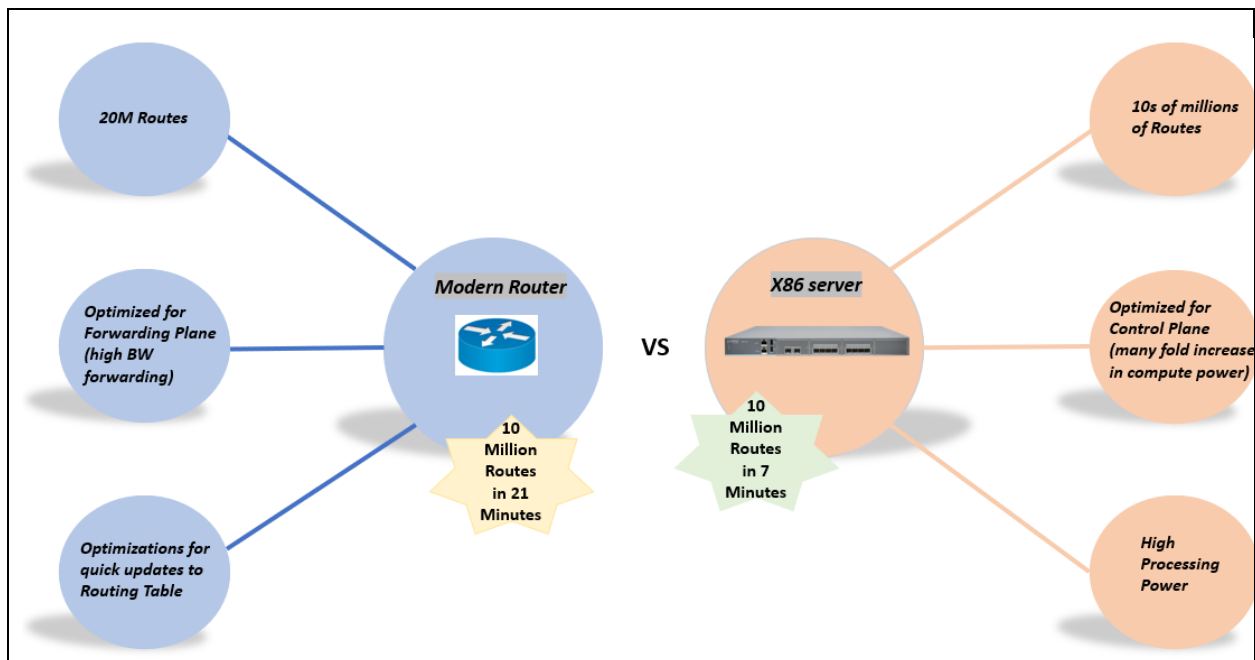 20M Routes
Optimized for
Forwarding Plane
(high BW
forwarding)
Optimizations for
quick updates to
Routing Table
Modern Router
10
Million
Routes
in 21
Minutes
VS
X86 server
10
Million
Routes
in 7
Minutes
10s of millions
of Routes
Optimized for
Control Plane
(many fold increase
in compute power)
High
Processing
Power